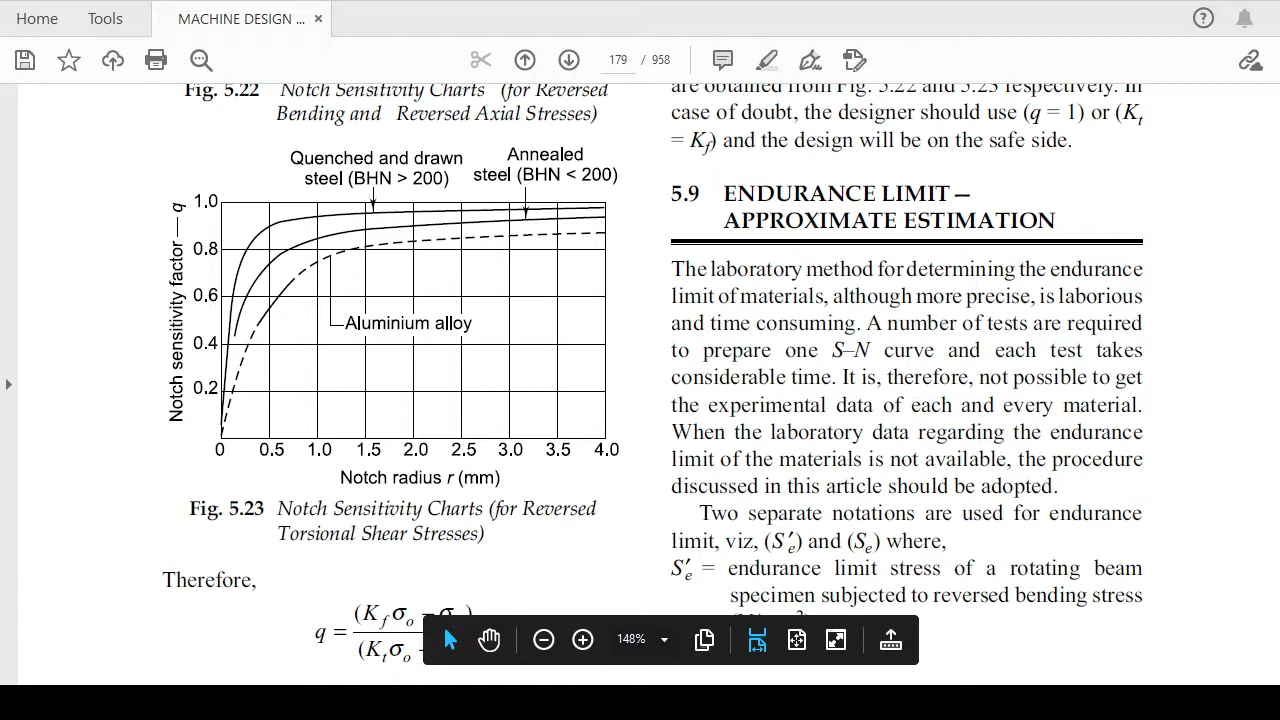 Home
Tools
MACHINE DESIGN ... ×
179 / 958
Fig. 5.22 Notch Sensitivity Charts (for Reversed
Bending and Reversed Axial Stresses)
Quenched and drawn
steel (BHN > 200)
Annealed
steel (BHN < 200)
Notch sensitivity factor — q
1.0
0.8
0.6
0.4
0.2
Aluminium alloy
0 0.5 1.0 1.5 2.0 2.5 3.0 3.5 4.0
Notch radius r (mm)
Fig. 5.23 Notch Sensitivity Charts (for Reversed
Torsional Shear Stresses)
Therefore,
q = (K_f σ_o – σ_o)
(K_t σ_o –
are obtained from Fig. 5.22 and 5.23 respectively. In
case of doubt, the designer should use (q = 1) or (K_t
= K_f) and the design will be on the safe side.
5.9 ENDURANCE LIMIT —
APPROXIMATE ESTIMATION
The laboratory method for determining the endurance
limit of materials, although more precise, is laborious
and time consuming. A number of tests are required
to prepare one S–N curve and each test takes
considerable time. It is, therefore, not possible to get
the experimental data of each and every material.
When the laboratory data regarding the endurance
limit of the materials is not available, the procedure
discussed in this article should be adopted.
Two separate notations are used for endurance
limit, viz, (S′_e) and (S_e) where,
S′_e = endurance limit stress of a rotating beam
specimen subjected to reversed bending stress
148%